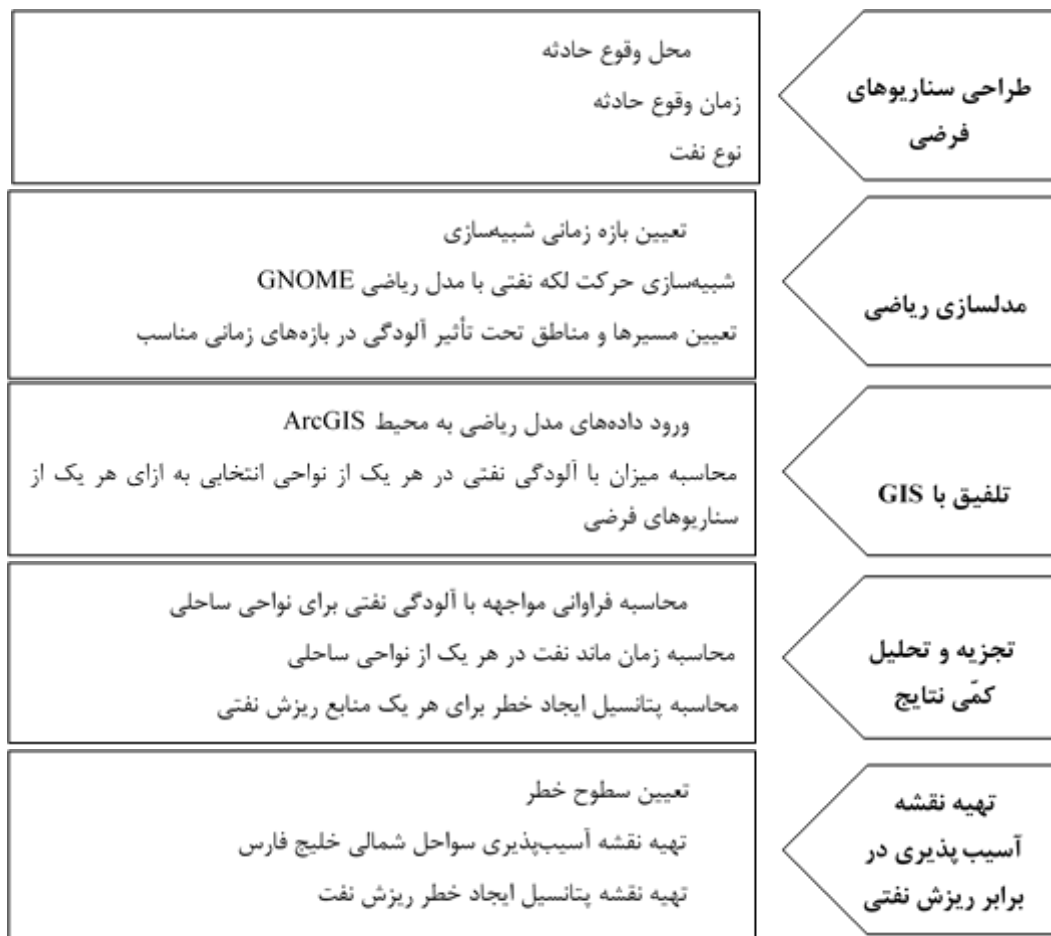 طراحی سناریوهای
فرضی
محل وقوع حادثه
زمان وقوع حادثه
نوع نفت
مدلسازی ریاضی
تعیین بازه زمانی شبیه‌سازی
شبیه‌سازی حرکت لکه نفتی با مدل ریاضی GNOME
تعیین مسیرها و مناطق تحت تأثیر آلودگی در بازه‌های زمانی مناسب
تلفیق با GIS
ورود داده‌های مدل ریاضی به محیط ArcGIS
محاسبه میزان با آلودگی نفتی در هر یک از نواحی انتخابی به ازای هر یک از
سناریوهای فرضی
تجزیه و تحلیل
کمّی نتایج
محاسبه فراوانی مواجهه با آلودگی نفتی برای نواحی ساحلی
محاسبه زمان ماند نفت در هر یک از نواحی ساحلی
محاسبه پتانسیل ایجاد خطر برای هر یک منابع ریزش نفتی
تهیه نقشه
آسیب‌پذیری در
برابر ریزش نفتی
تعیین سطوح خطر
تهیه نقشه آسیب‌پذیری سواحل شمالی خلیج فارس
تهیه نقشه پتانسیل ایجاد خطر ریزش نفت